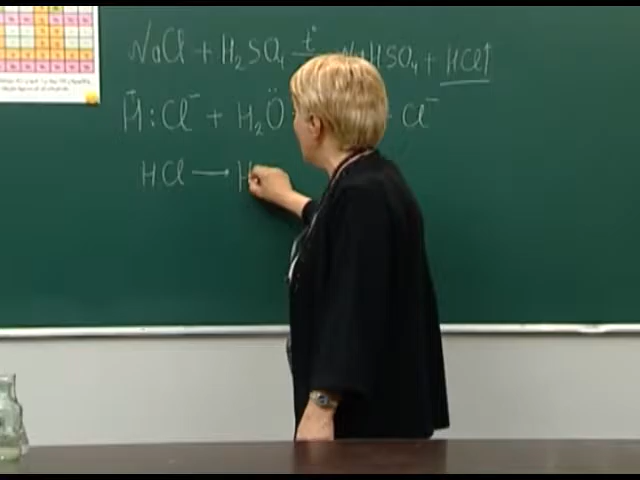 NaCl + H₂SO₄ t° NaHSO₄ + HCl↑
H : Cl⁻ + H₂Ö Cl⁻
HCl → H